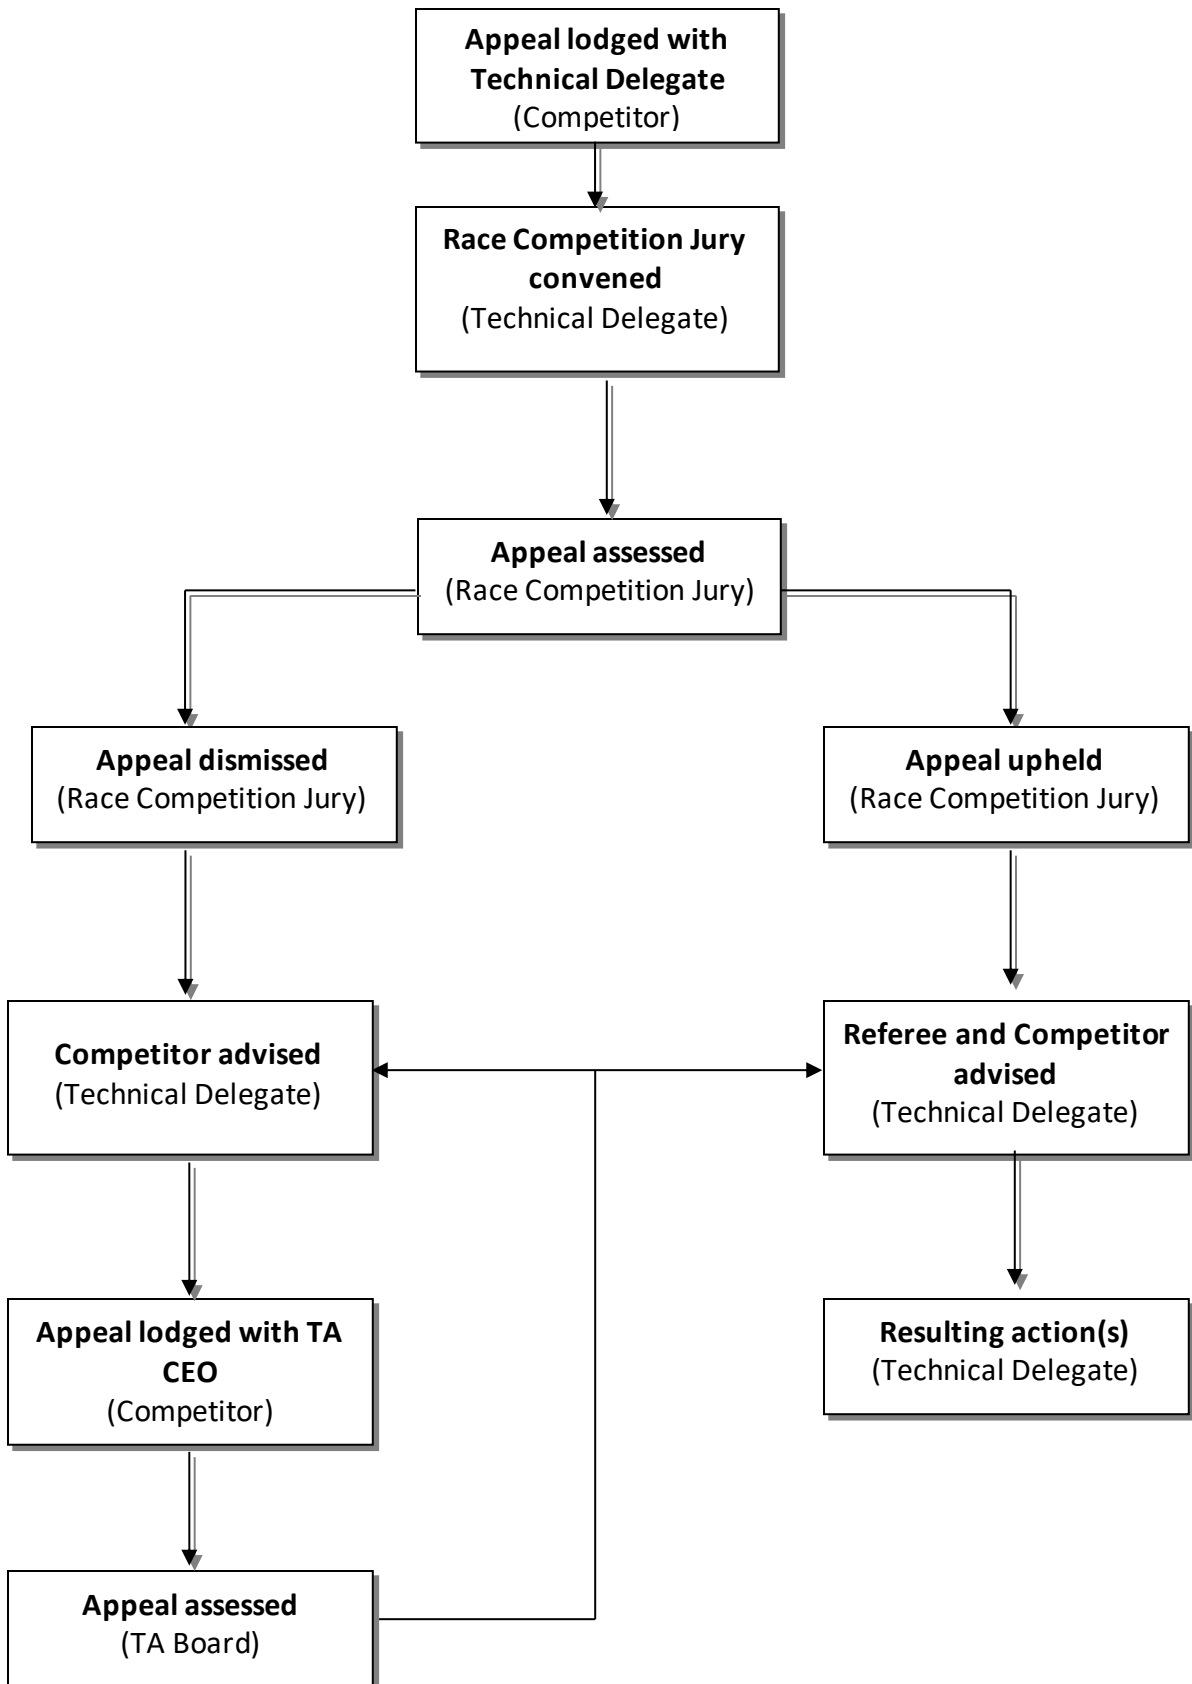 Appeal lodged with
Technical Delegate
(Competitor)
Race Competition Jury
convened
(Technical Delegate)
Appeal assessed
(Race Competition Jury)
Appeal dismissed
(Race Competition Jury)
Appeal upheld
(Race Competition Jury)
Competitor advised
(Technical Delegate)
Referee and Competitor
advised
(Technical Delegate)
Appeal lodged with TA
CEO
(Competitor)
Resulting action(s)
(Technical Delegate)
Appeal assessed
(TA Board)